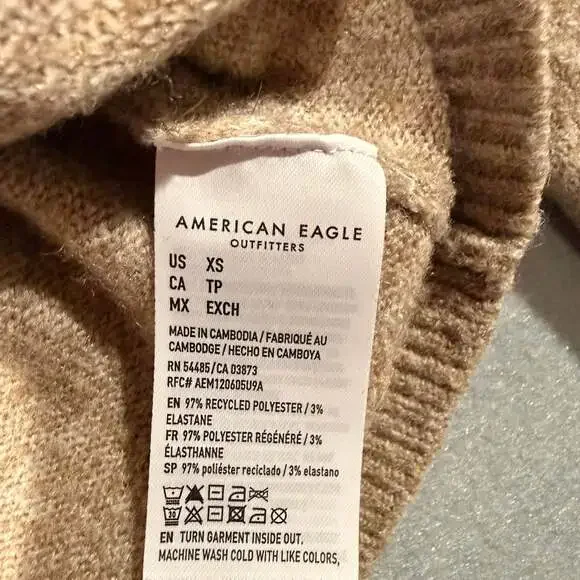 AMERICAN EAGLE
OUTFITTERS
US XS
CA TP
MX EXCH
MADE IN CAMBODIA / FABRIQUÉ AU
CAMBODGE / HECHO EN CAMBOYA
RN 54485/CA 03873
RFC# AEM120605U9A
EN 97% RECYCLED POLYESTER / 3%
ELASTANE
FR 97% POLYESTER RÉGÉNÉRÉ / 3%
ÉLASTHANNE
SP 97% poliéster reciclado / 3% elastano
30
EN TURN GARMENT INSIDE OUT.
MACHINE WASH COLD WITH LIKE COLORS,